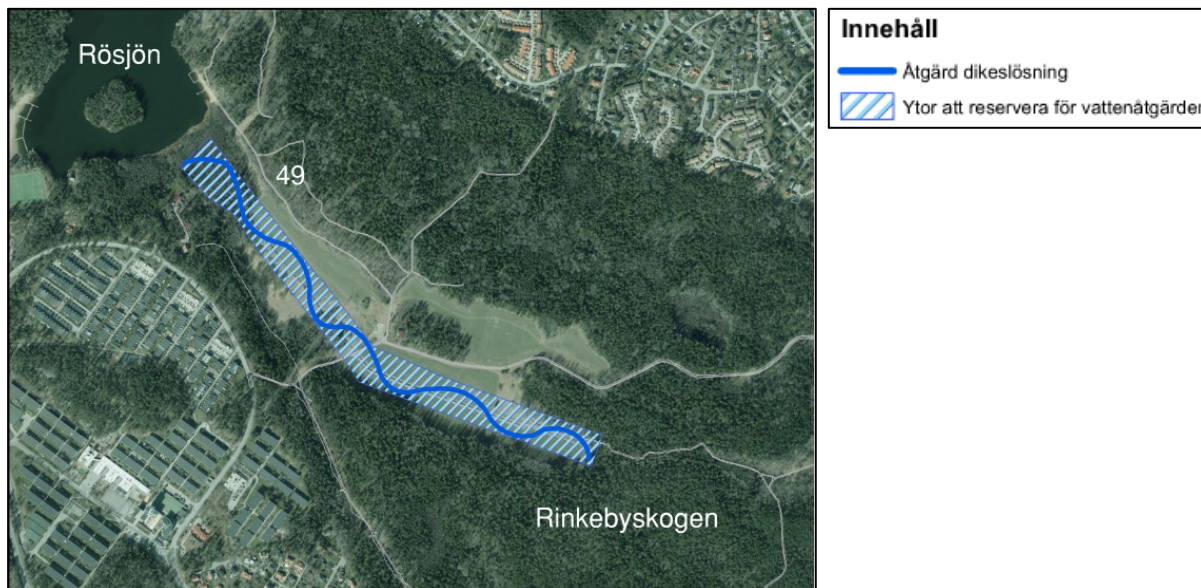 Rösjön
49
Rinkebyskogen
Innehåll
Åtgärd dikeslösning
Ytor att reservera för vattenåtgärder